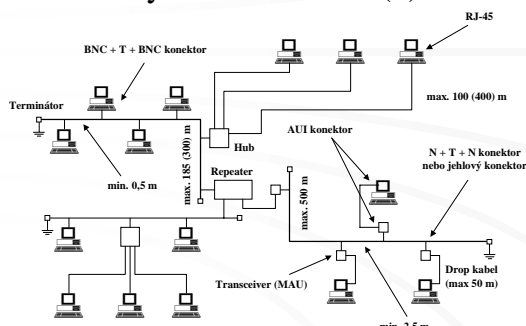 RJ-45
BNC + T + BNC konektor
Terminátor
max. 100 (400) m
AUI konektor
Hub
N + T + N konektor
nebo jehlový konektor
min. 0,5 m
max. 185 (300) m
Repeater
max. 500 m
Transceiver (MAU)
Drop kabel
(max 50 m)